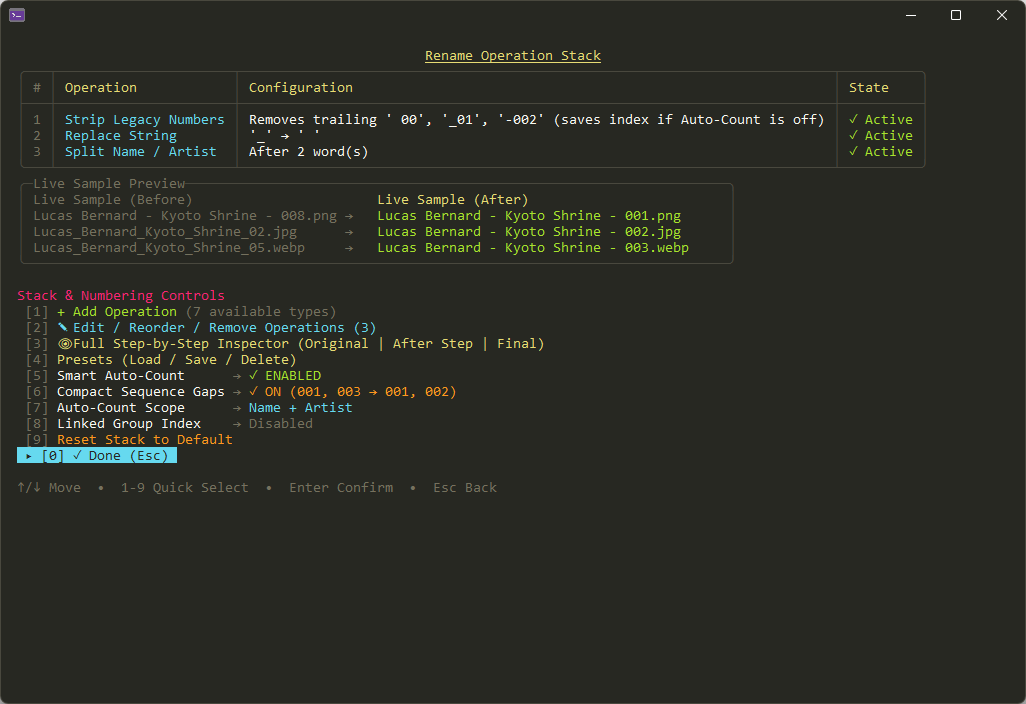 Rename Operation Stack
# Operation Configuration State
1 Strip Legacy Numbers Removes trailing ' 00', '_01', '-002' (saves index if Auto-Count is off) ✓ Active
2 Replace String '_' → ' ' ✓ Active
3 Split Name / Artist After 2 word(s) ✓ Active
Live Sample Preview
Live Sample (Before) Live Sample (After)
Lucas Bernard - Kyoto Shrine - 008.png → Lucas Bernard - Kyoto Shrine - 001.png
Lucas_Bernard_Kyoto_Shrine_02.jpg → Lucas Bernard - Kyoto Shrine - 002.jpg
Lucas_Bernard_Kyoto_Shrine_05.webp → Lucas Bernard - Kyoto Shrine - 003.webp
Stack & Numbering Controls
[1] + Add Operation (7 available types)
[2] ✎ Edit / Reorder / Remove Operations (3)
[3] ◎ Full Step-by-Step Inspector (Original | After Step | Final)
[4] Presets (Load / Save / Delete)
[5] Smart Auto-Count → ✓ ENABLED
[6] Compact Sequence Gaps → ✓ ON (001, 003 → 001, 002)
[7] Auto-Count Scope → Name + Artist
[8] Linked Group Index → Disabled
[9] Reset Stack to Default
▸ [0] ✓ Done (Esc)
↑/↓ Move • 1-9 Quick Select • Enter Confirm • Esc Back